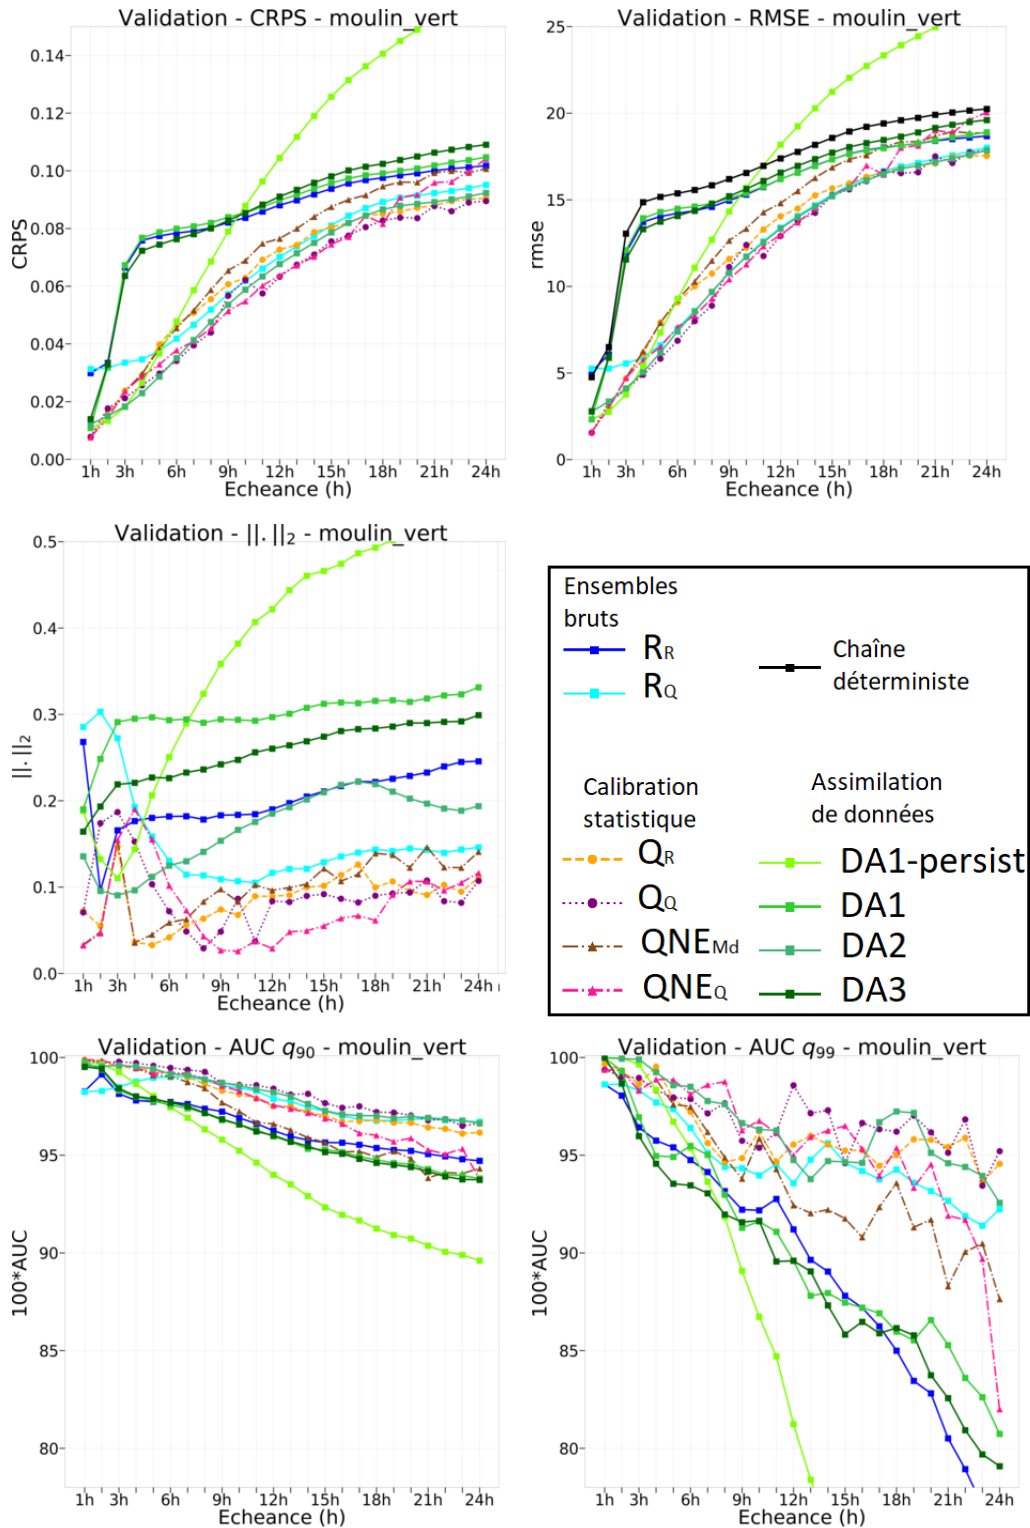 Validation - CRPS - moulin_vert
CRPS
0.14
0.12
0.10
0.08
0.06
0.04
0.02
0.00
1h 3h 6h 9h 12h 15h 18h 21h 24h
Echeance (h)
Validation - RMSE - moulin_vert
rmse
25
20
15
10
5
0
1h 3h 6h 9h 12h 15h 18h 21h 24h
Echeance (h)
Validation - ||.||2 - moulin_vert
||.||2
0.5
0.4
0.3
0.2
0.1
0.0
1h 3h 6h 9h 12h 15h 18h 21h 24h
Echeance (h)
Ensembles
bruts
RR
RQ
Chaîne
déterministe
Calibration
statistique
QR
QQ
QNEMd
QNEQ
Assimilation
de données
DA1-persist
DA1
DA2
DA3
Validation - AUC q90 - moulin_vert
100*AUC
100
95
90
85
80
1h 3h 6h 9h 12h 15h 18h 21h 24h
Echeance (h)
Validation - AUC q99 - moulin_vert
100*AUC
100
95
90
85
80
1h 3h 6h 9h 12h 15h 18h 21h 24h
Echeance (h)